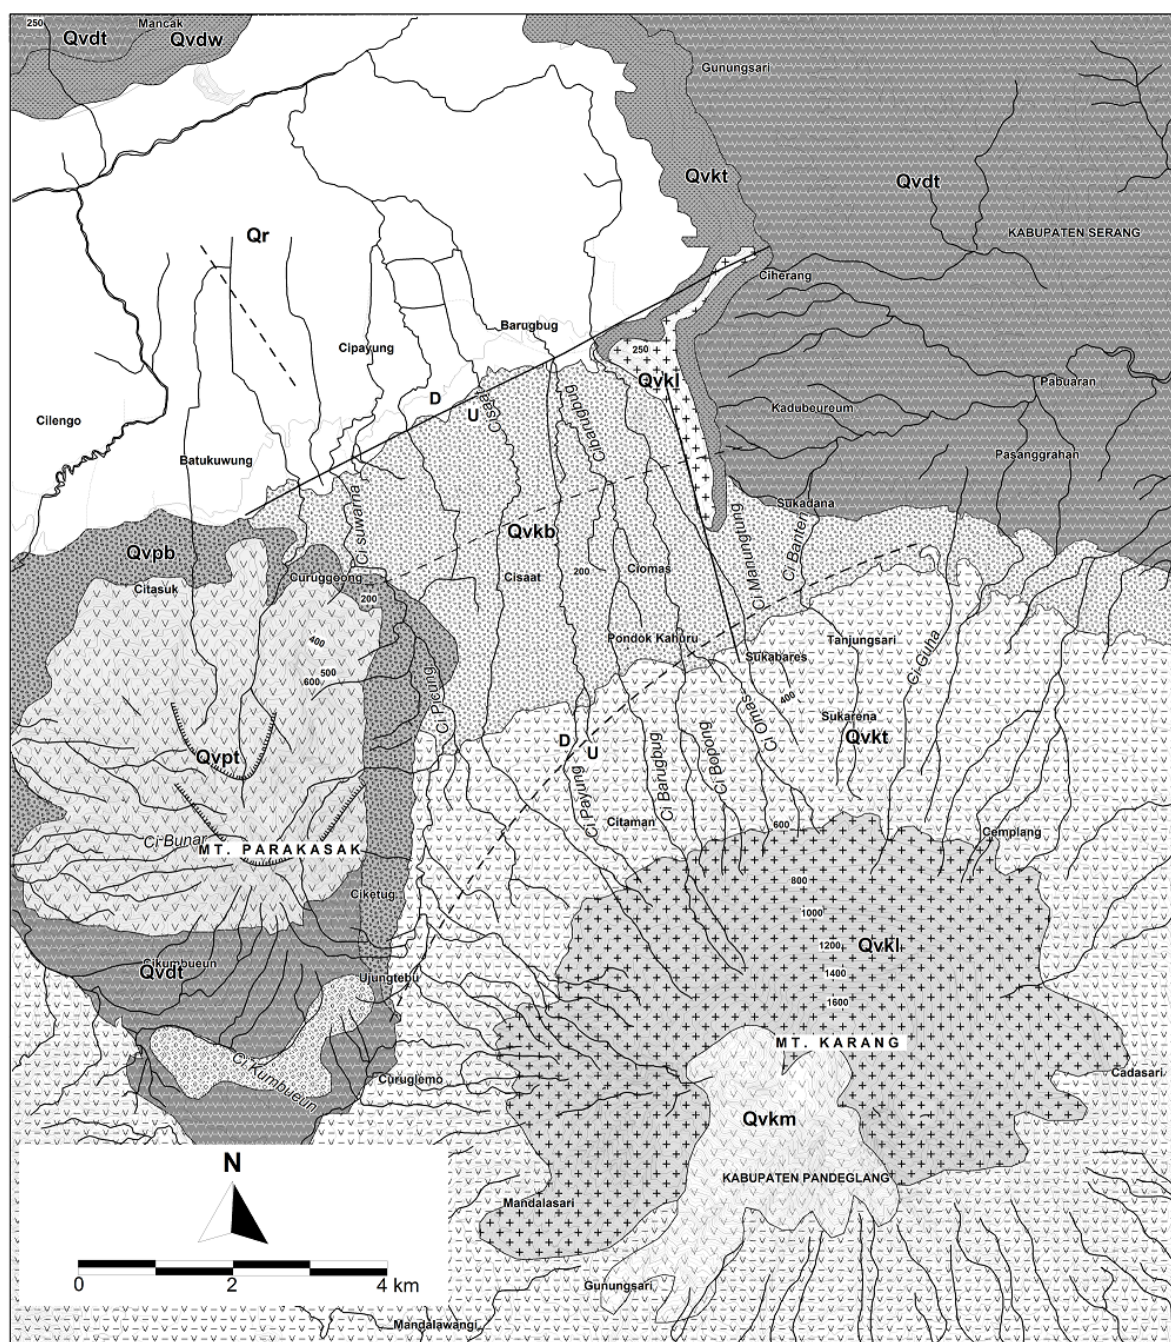 250
Mancak
Qvdt
Qvdw
Gunungsari
Qvkt
Qvdt
KABUPATEN SERANG
Qr
Ciherang
Barugbug
Cipayung
250
Qvkl
Pabuaran
D
U
Cisaat
Cibarugbug
Kadubeureum
Cilengo
Batukuwung
Pasanggrahan
Sukadana
Ci suwarna
Ci Manungtung
Ci Banten
Qvkb
Qvpb
Curuggoong
Citasuk
200
Cisaat
200
Ciomas
400
500
600
Pondok Kahuru
Tanjungsari
Sukabares
Ci Guha
Ci Picung
400
Sukarena
Qvkt
Qvpt
D
U
Ci Omas
Ci Bopong
Ci Barugbug
Ci Payung
Citaman
600
Cemplang
Ci Bunar
MT. PARAKASAK
800
Ciketug
1000
1200
Qvkl
Cikumbueun
Qvdt
Ujungtebu
1400
1600
MT. KARANG
Ci Kumbueun
Curuglemo
Cadasari
Qvkm
KABUPATEN PANDEGLANG
Mandalasari
N
0 2 4 km
Gunungsari
Mandalawangi